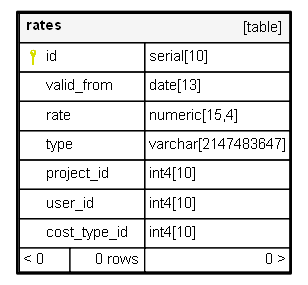 rates [table]
id serial[10]
valid_from date[13]
rate numeric[15,4]
type varchar[2147483647]
project_id int4[10]
user_id int4[10]
cost_type_id int4[10]
< 0 0 rows 0 >